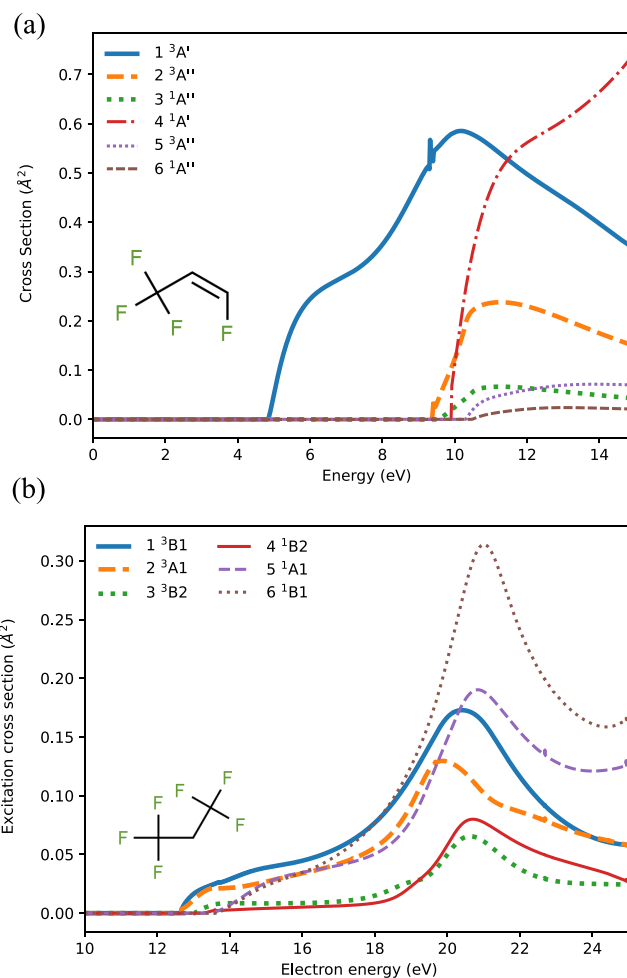 (a)
Cross Section (Å²)
0.7
0.6
0.5
0.4
0.3
0.2
0.1
0.0
1 ³A'
2 ³A''
3 ¹A''
4 ¹A'
5 ³A''
6 ¹A''
F
F
F
F
0 2 4 6 8 10 12 14
Energy (eV)
(b)
Excitation cross section (Å²)
0.30
0.25
0.20
0.15
0.10
0.05
0.00
1 ³B1
2 ³A1
3 ³B2
4 ¹B2
5 ¹A1
6 ¹B1
F
F
F
F
F
F
10 12 14 16 18 20 22 24
Electron energy (eV)